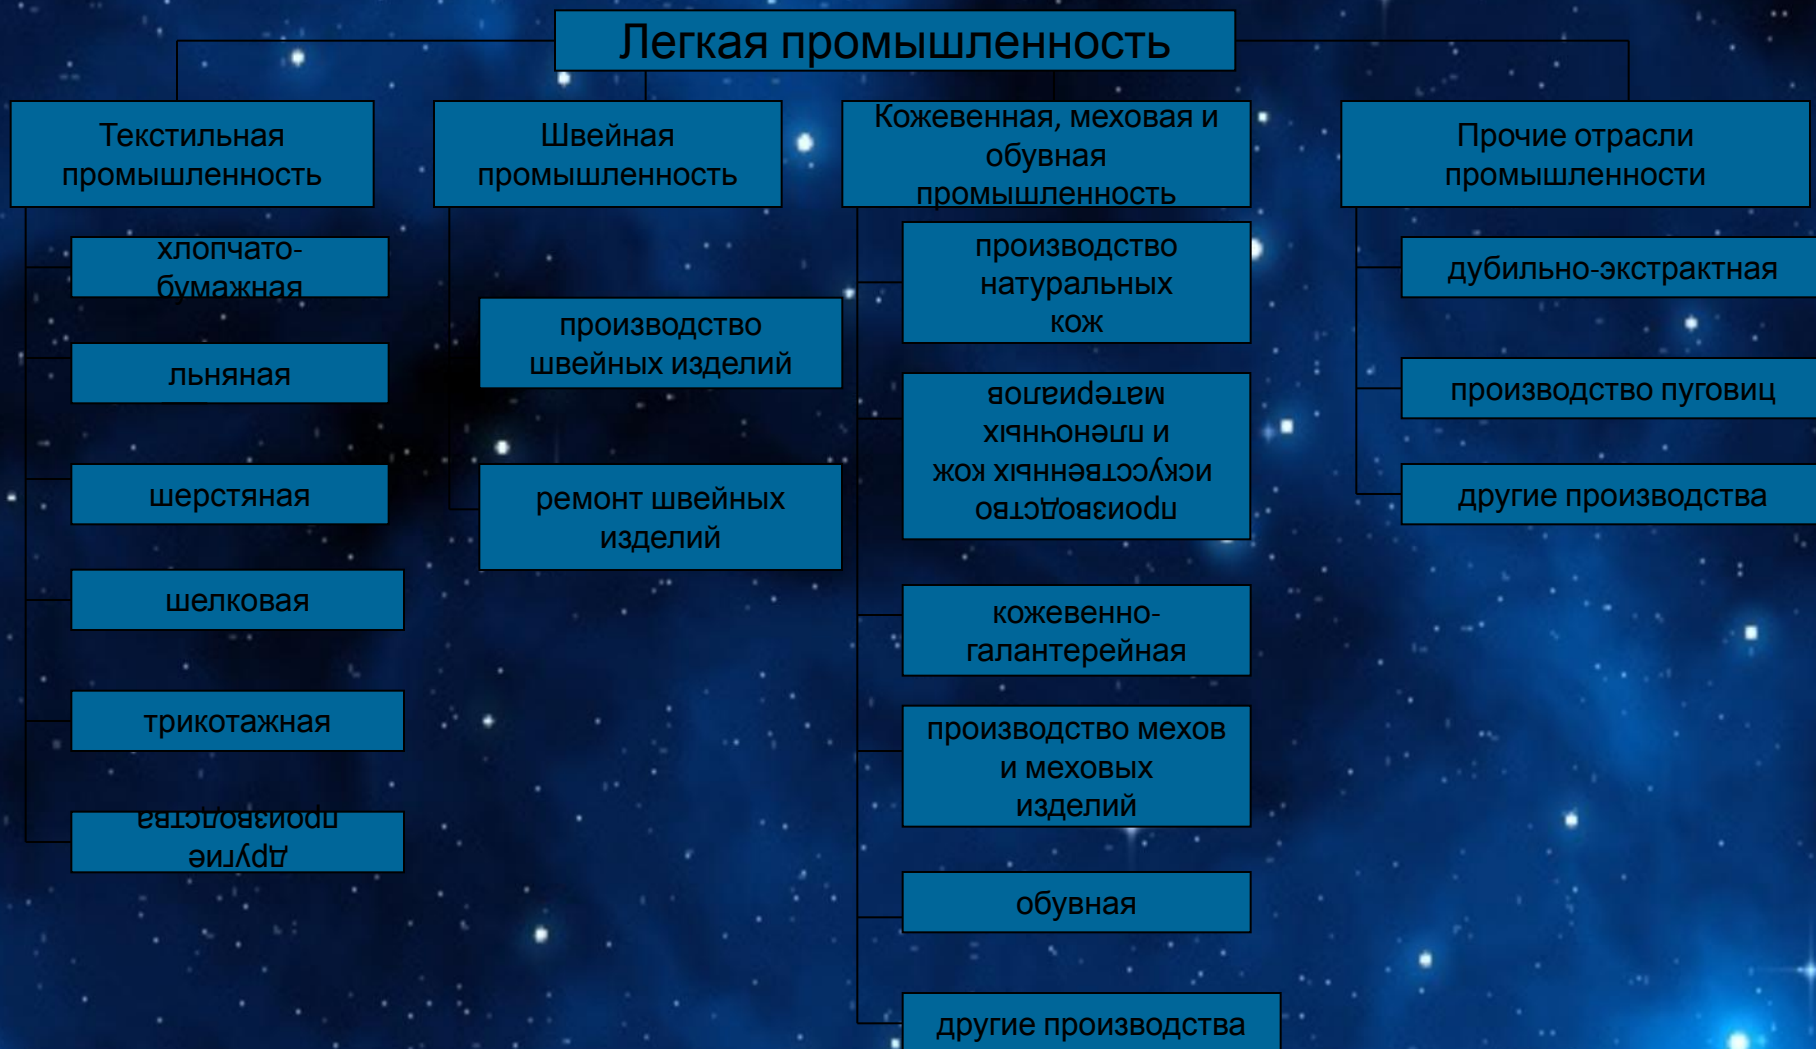 Легкая промышленность
Текстильная
промышленность
хлопчато-
бумажная
льняная
шерстяная
шелковая
трикотажная
другие
производства
Швейная
промышленность
производство
швейных изделий
ремонт швейных
изделий
Кожевенная, меховая и
обувная
промышленность
производство
натуральных
кож
производство
искусственных кож
и пленочных
материалов
кожевенно-
галантерейная
производство мехов
и меховых
изделий
обувная
другие производства
Прочие отрасли
промышленности
дубильно-экстрактная
производство пуговиц
другие производства